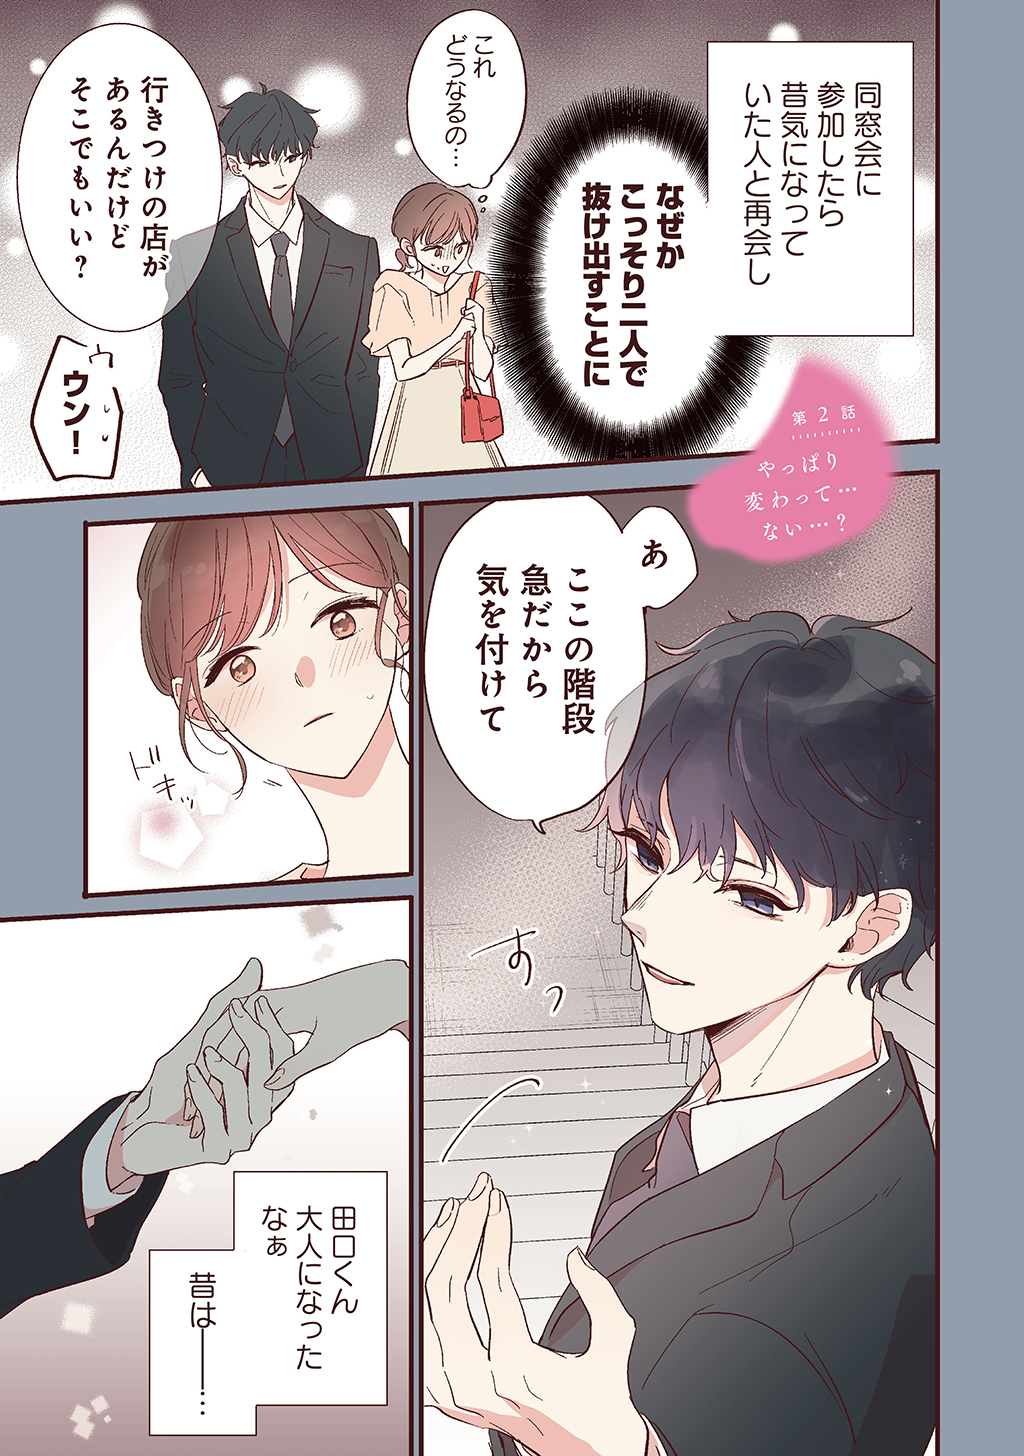 同窓会に
参加したら
昔気になって
いた人と再会し
なぜか
こっそり二人で
抜け出すことに
これ
どうなるの…
行きつけの店が
あるんだけど
そこでもいい？
ウ
ウン！
第2話
やっぱり
変わって…
ない…？
あ
ここの階段
急だから
気を付けて
すっ
ドキッ
田口くん
大人になった
なぁ
昔は――…